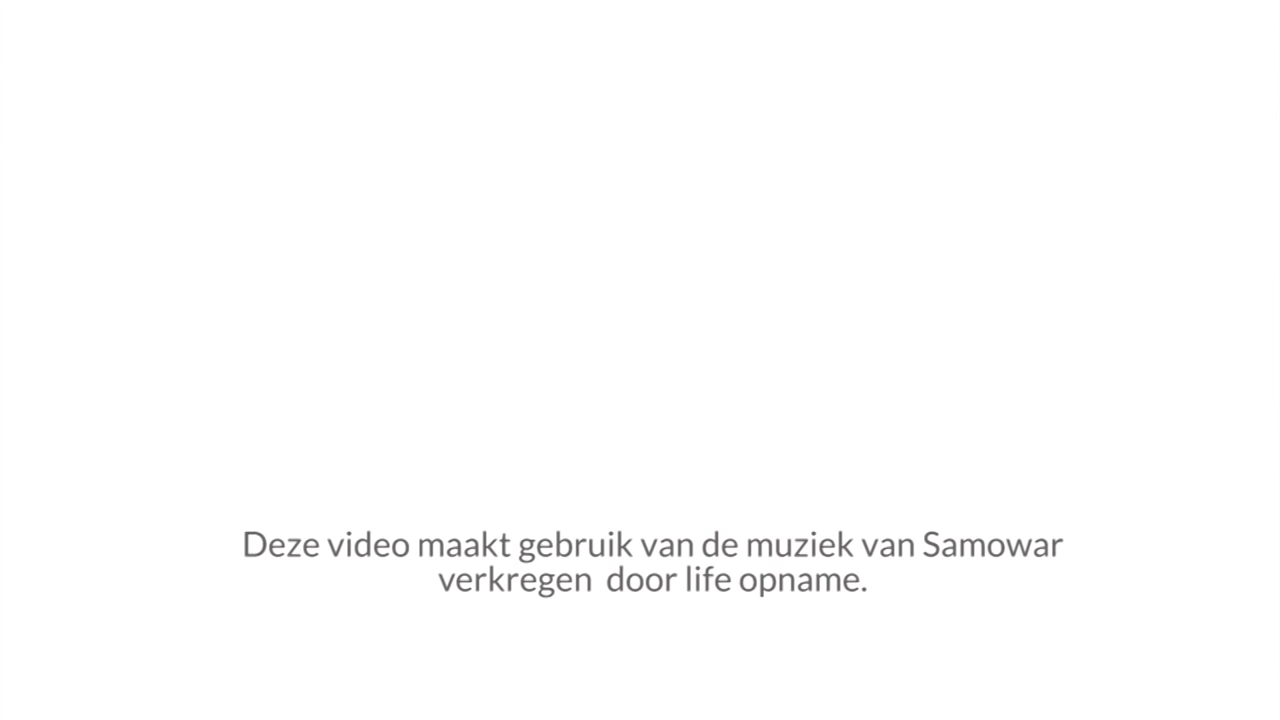 Deze video maakt gebruik van de muziek van Samowar
verkregen  door life opname.